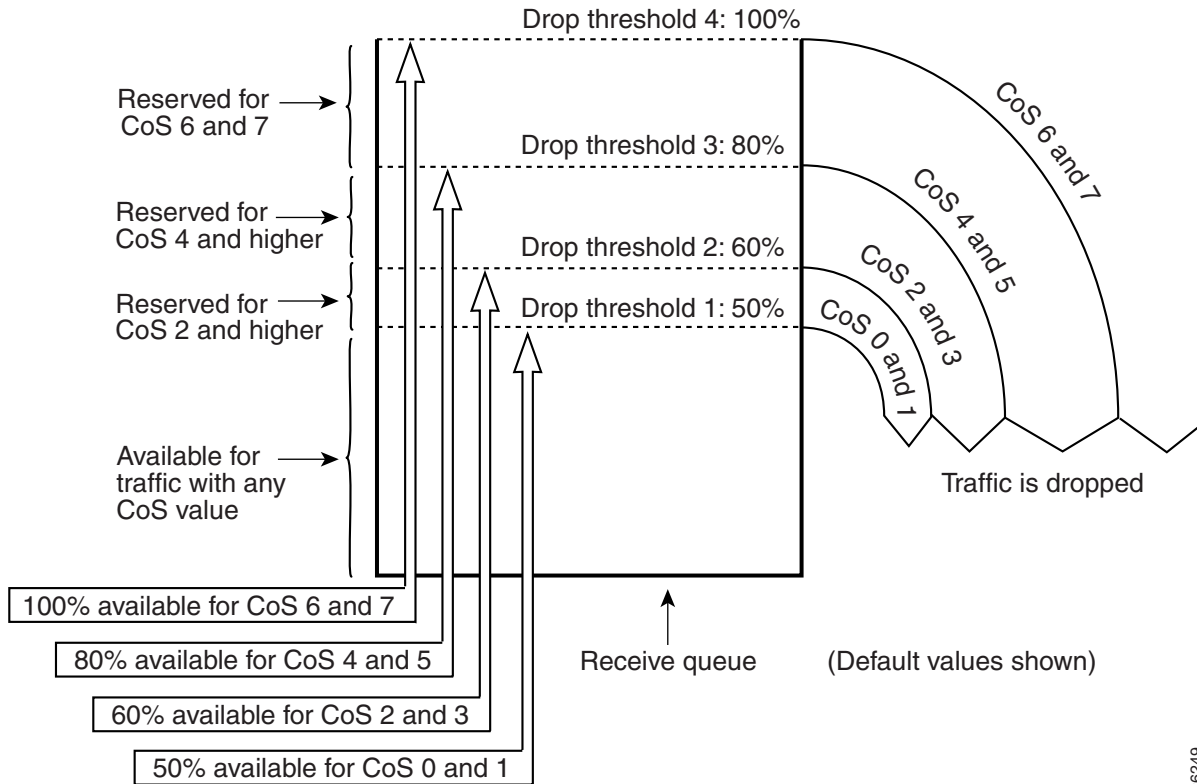 Drop threshold 4: 100%
Reserved for
CoS 6 and 7
CoS 6 and 7
Drop threshold 3: 80%
Reserved for
CoS 4 and higher
CoS 4 and 5
Drop threshold 2: 60%
Reserved for
CoS 2 and higher
CoS 2 and 3
Drop threshold 1: 50%
CoS 0 and 1
Available for
traffic with any
CoS value
Traffic is dropped
100% available for CoS 6 and 7
80% available for CoS 4 and 5
Receive queue
(Default values shown)
60% available for CoS 2 and 3
50% available for CoS 0 and 1